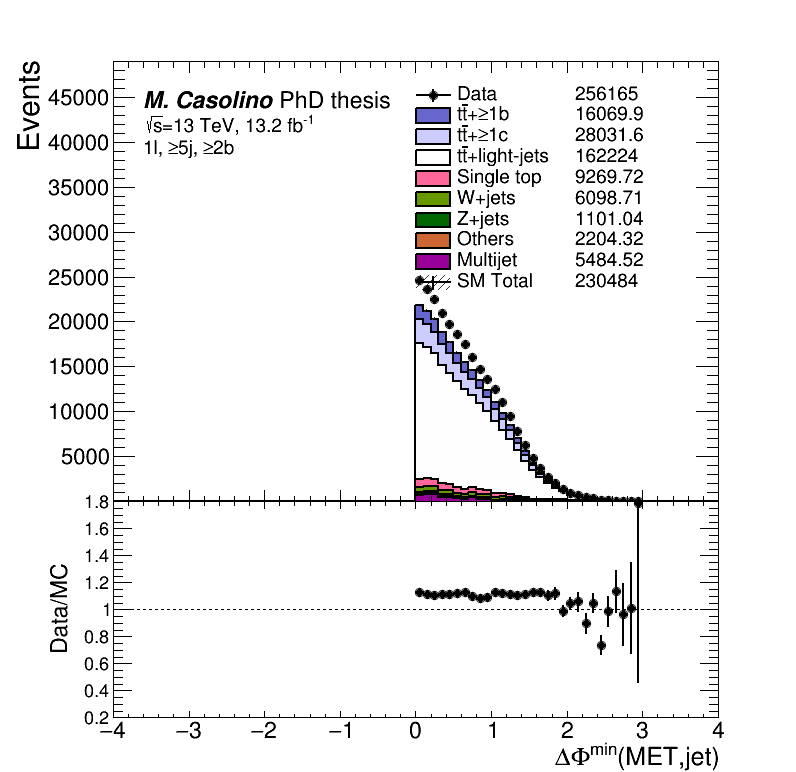 Events
45000
40000
35000
30000
25000
20000
15000
10000
5000
M. Casolino PhD thesis
√s=13 TeV, 13.2 fb⁻¹
1l, ≥5j, ≥2b
Data 256165
tt̄+≥1b 16069.9
tt̄+≥1c 28031.6
tt̄+light-jets 162224
Single top 9269.72
W+jets 6098.71
Z+jets 1101.04
Others 2204.32
Multijet 5484.52
SM Total 230484
Data/MC
1.8
1.6
1.4
1.2
1
0.8
0.6
0.4
0.2
−4 −3 −2 −1 0 1 2 3 4
ΔΦᵐⁱⁿ(MET,jet)